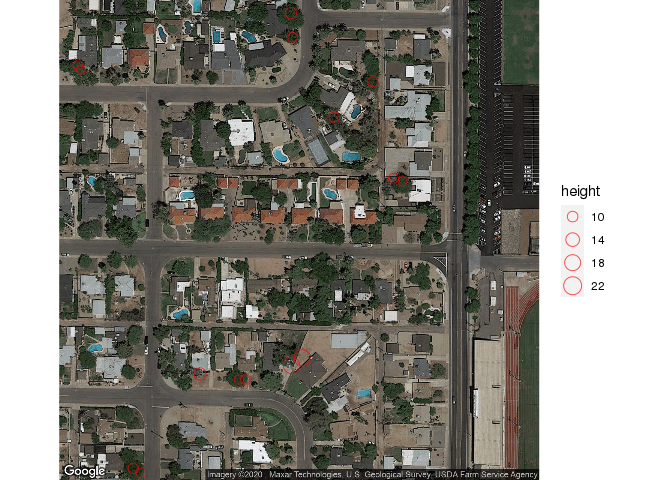 height
10
14
18
22
Google
Imagery ©2020 , Maxar Technologies, U.S. Geological Survey, USDA Farm Service Agency